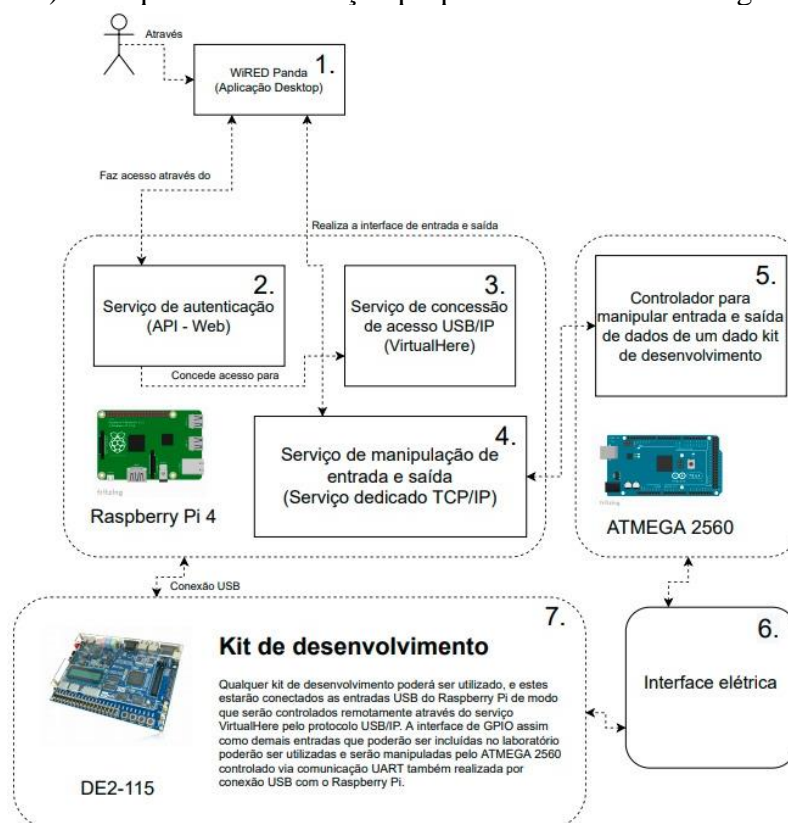 Através
1.
WiRED Panda
(Aplicação Desktop)
Faz acesso através do
Realiza a interface de entrada e saída
2.
Serviço de autenticação
(API - Web)
3.
Serviço de concessão
de acesso USB/IP
(VirtualHere)
Concede acesso para
4.
Serviço de manipulação de
entrada e saída
(Serviço dedicado TCP/IP)
fritzing
Raspberry Pi 4
5.
Controlador para
manipular entrada e saída
de dados de um dado kit
de desenvolvimento
fritzing
ATMEGA 2560
Conexão USB
7.
Kit de desenvolvimento
Qualquer kit de desenvolvimento poderá ser utilizado, e estes
estarão conectados as entradas USB do Raspberry Pi de modo
que serão controlados remotamente através do serviço
VirtualHere pelo protocolo USB/IP. A interface de GPIO assim
como demais entradas que poderão ser incluídas no laboratório
poderão ser utilizadas e serão manipuladas pelo ATMEGA 2560
controlado via comunicação UART também realizada por
conexão USB com o Raspberry Pi.
DE2-115
6.
Interface elétrica